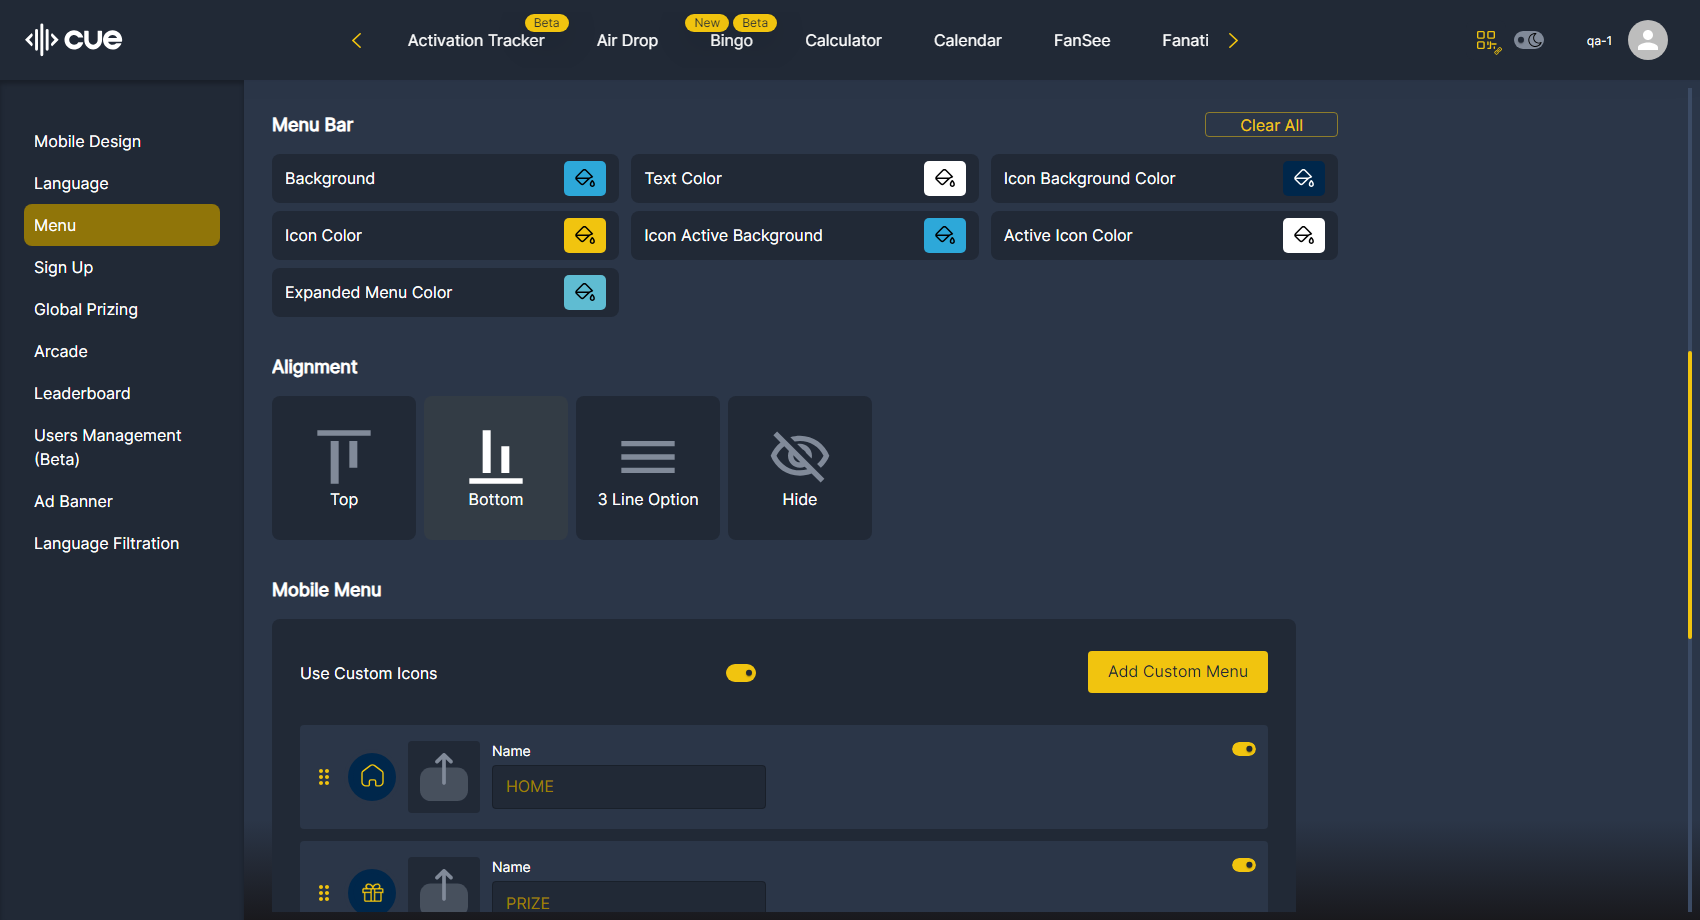 cue
Beta
New
Beta
Activation Tracker
Air Drop
Bingo
Calculator
Calendar
FanSee
Fanati
qa-1
Mobile Design
Language
Menu
Sign Up
Global Prizing
Arcade
Leaderboard
Users Management
(Beta)
Ad Banner
Language Filtration
Menu Bar
Clear All
Background
Text Color
Icon Background Color
Icon Color
Icon Active Background
Active Icon Color
Expanded Menu Color
Alignment
Top
Bottom
3 Line Option
Hide
Mobile Menu
Use Custom Icons
Add Custom Menu
Name
HOME
Name
PRIZE